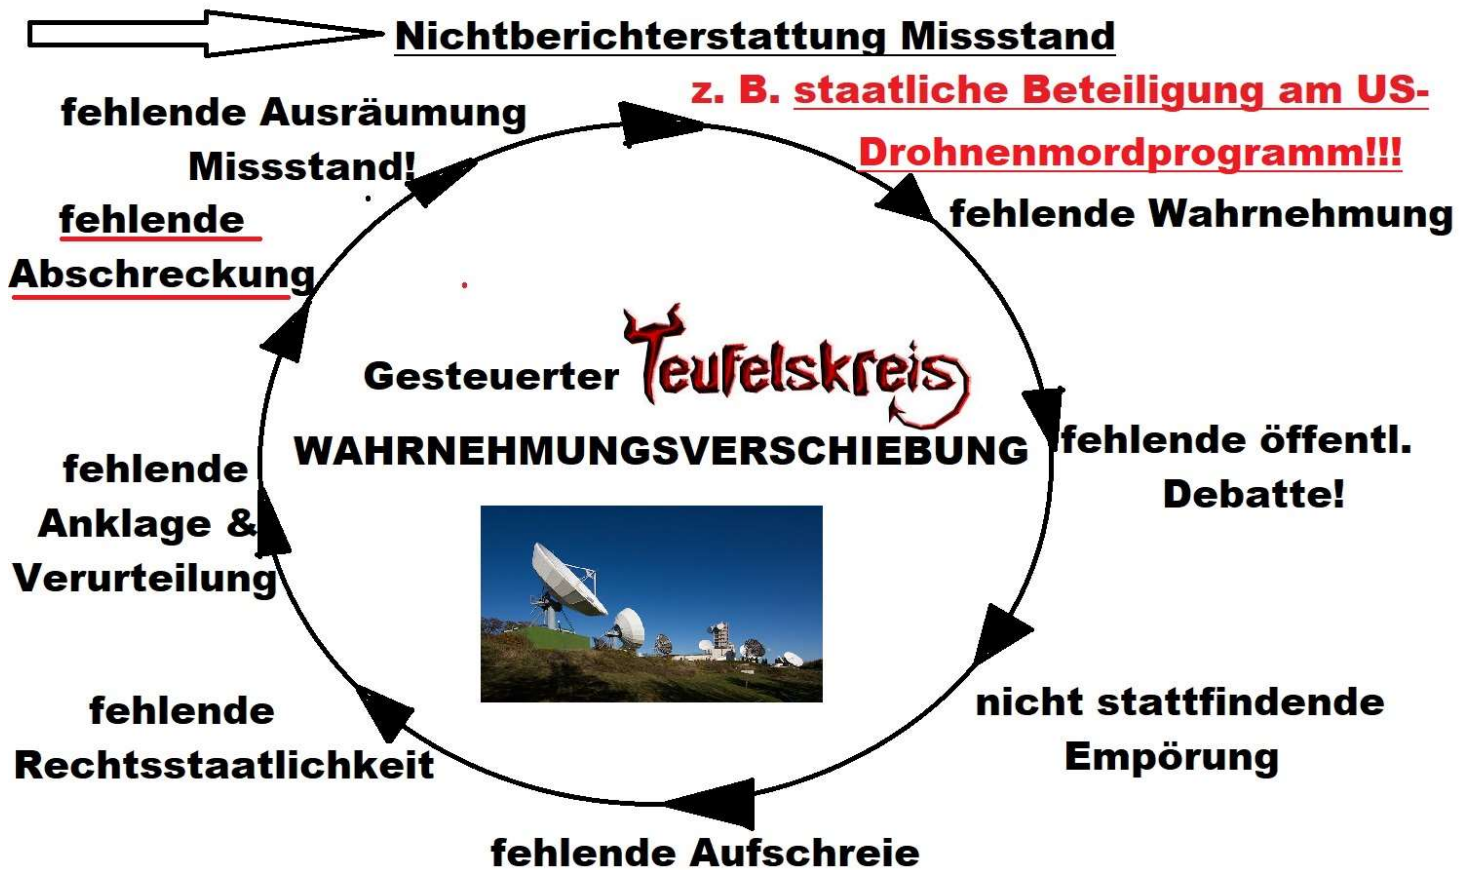 Nichtberichterstattung Missstand
z. B. staatliche Beteiligung am US-
Drohnenmordprogramm!!!
fehlende Wahrnehmung
fehlende öffentl.
Debatte!
nicht stattfindende
Empörung
fehlende Aufschreie
fehlende
Rechtsstaatlichkeit
fehlende
Anklage &
Verurteilung
fehlende
Abschreckung
fehlende Ausräumung
Missstand!
Gesteuerter Teufelskreis
WAHRNEHMUNGSVERSCHIEBUNG